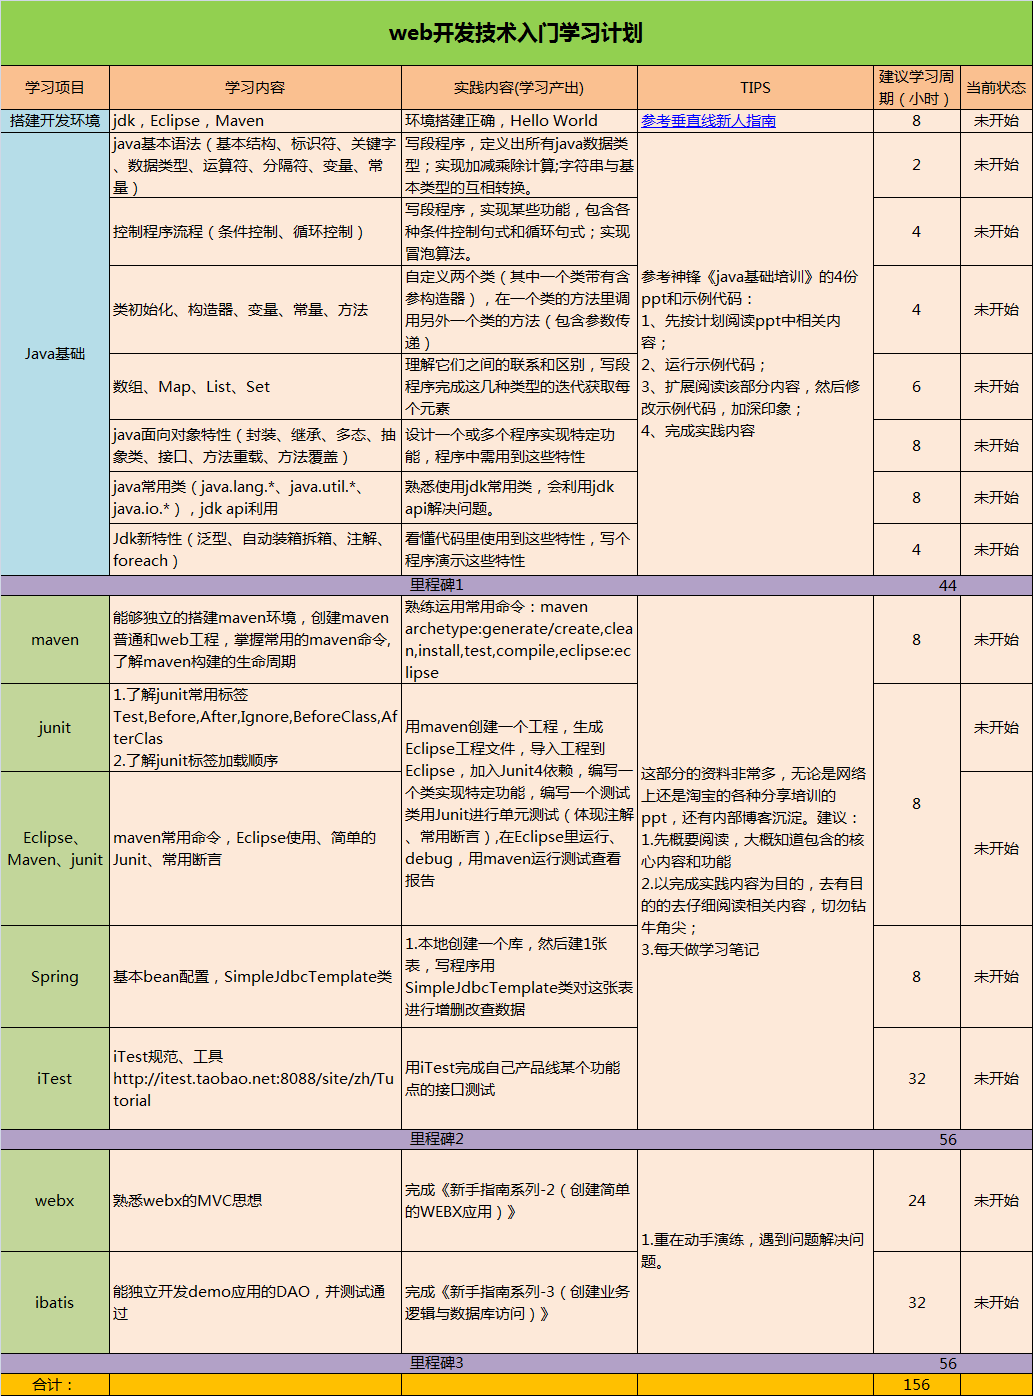 web开发技术入门学习计划
学习项目
学习内容
实践内容(学习产出)
TIPS
建议学习周
期（小时）
当前状态
搭建开发环境
jdk，Eclipse，Maven
环境搭建正确，Hello World
参考垂直线新人指南
8
未开始
Java基础
java基本语法（基本结构、标识符、关键字
、数据类型、运算符、分隔符、变量、常
量）
写段程序，定义出所有java数据类
型；实现加减乘除计算;字符串与基
本类型的互相转换。
参考神锋《java基础培训》的4份
ppt和示例代码：
1、先按计划阅读ppt中相关内
容；
2、运行示例代码；
3、扩展阅读该部分内容，然后修
改示例代码，加深印象；
4、完成实践内容
2
未开始
控制程序流程（条件控制、循环控制）
写段程序，实现某些功能，包含各
种条件控制句式和循环句式；实现
冒泡算法。
4
未开始
类初始化、构造器、变量、常量、方法
自定义两个类（其中一个类带有含
参构造器），在一个类的方法里调
用另外一个类的方法（包含参数传
递）
4
未开始
数组、Map、List、Set
理解它们之间的联系和区别，写段
程序完成这几种类型的迭代获取每
个元素
6
未开始
java面向对象特性（封装、继承、多态、抽
象类、接口、方法重载、方法覆盖）
设计一个或多个程序实现特定功
能，程序中需用到这些特性
8
未开始
java常用类（java.lang.*、java.util.*、
java.io.*），jdk api利用
熟悉使用jdk常用类，会利用jdk
api解决问题。
8
未开始
Jdk新特性（泛型、自动装箱拆箱、注解、
foreach）
看懂代码里使用到这些特性，写个
程序演示这些特性
4
未开始
里程碑1
44
maven
能够独立的搭建maven环境，创建maven
普通和web工程，掌握常用的maven命令,
了解maven构建的生命周期
熟练运用常用命令：maven
archetype:generate/create,clea
n,install,test,compile,eclipse:ec
lipse
这部分的资料非常多，无论是网络
上还是淘宝的各种分享培训的
ppt，还有内部博客沉淀。建议：
1.先概要阅读，大概知道包含的核
心内容和功能
2.以完成实践内容为目的，去有目
的的去仔细阅读相关内容，切勿钻
牛角尖；
3.每天做学习笔记
8
未开始
junit
1.了解junit常用标签
Test,Before,After,Ignore,BeforeClass,Af
terClas
2.了解junit标签加载顺序
用maven创建一个工程，生成
Eclipse工程文件，导入工程到
Eclipse，加入Junit4依赖，编写一
个类实现特定功能，编写一个测试
类用Junit进行单元测试（体现注解
、常用断言）,在Eclipse里运行、
debug，用maven运行测试查看
报告
8
未开始
Eclipse、
Maven、junit
maven常用命令，Eclipse使用、简单的
Junit、常用断言
未开始
Spring
基本bean配置，SimpleJdbcTemplate类
1.本地创建一个库，然后建1张
表，写程序用
SimpleJdbcTemplate类对这张表
进行增删改查数据
8
未开始
iTest
iTest规范、工具
http://itest.taobao.net:8088/site/zh/Tu
torial
用iTest完成自己产品线某个功能
点的接口测试
32
未开始
里程碑2
56
webx
熟悉webx的MVC思想
完成《新手指南系列-2（创建简单
的WEBX应用）》
1.重在动手演练，遇到问题解决问
题。
24
未开始
ibatis
能独立开发demo应用的DAO，并测试通
过
完成《新手指南系列-3（创建业务
逻辑与数据库访问）》
32
未开始
里程碑3
56
合计：
156